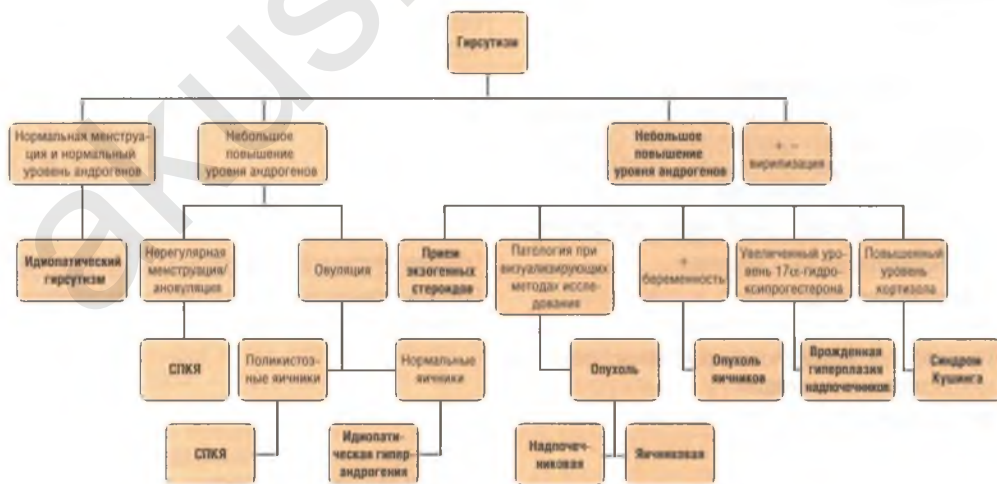 Гирсутизм
Нормальная менструа-
ция и нормальный
уровень андрогенов
Небольшое
повышение
уровня андрогенов
Небольшое
повышение
уровня андрогенов
+ –
вирилизация
Идиопатический
гирсутизм
Нерегулярная
менструация/
ановуляция
Овуляция
Прием
экзогенных
стероидов
Патология при
визуализирующих
методах иссле-
дования
+
беременность
Увеличенный уро-
вень 17α-гидро-
ксипрогестерона
Повышенный
уровень
кортизола
СПКЯ
Поликистоз-
ные яичники
Нормальные
яичники
Опухоль
Опухоль
яичников
Врожденная
гиперплазия
надпочечников
Синдром
Кушинга
СПКЯ
Идиопати-
ческая гипер-
андрогения
Надпочеч-
никовая
Яичниковая